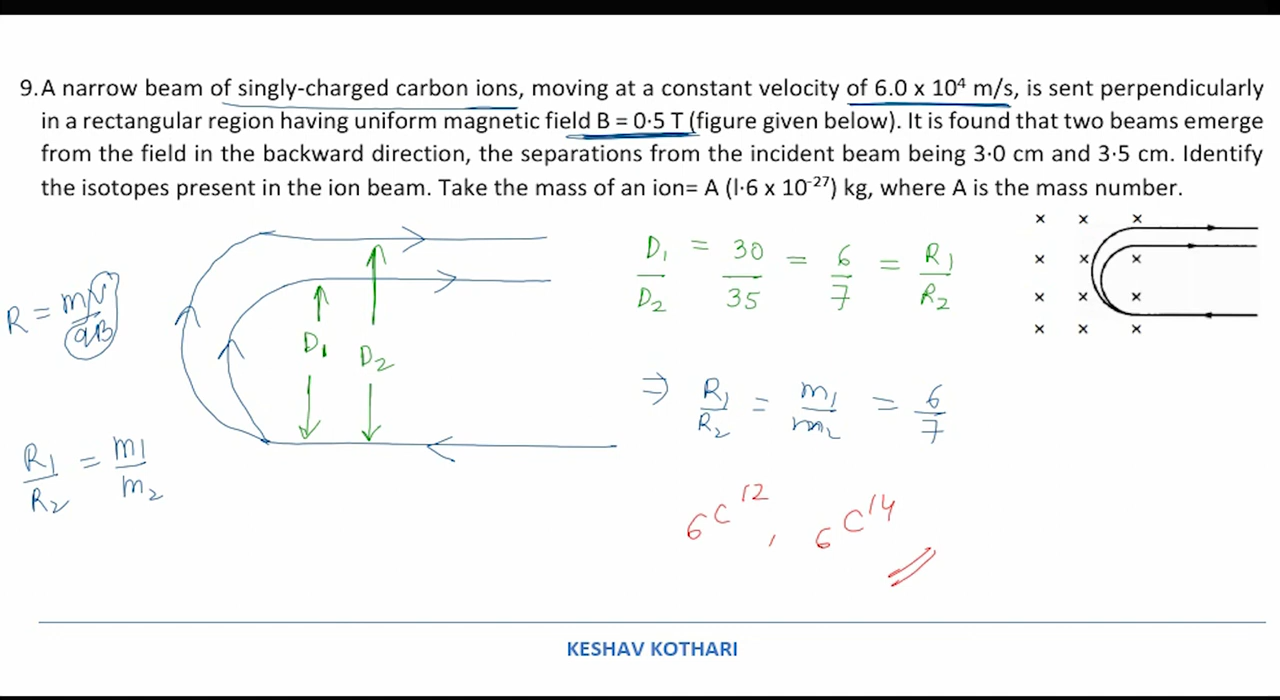 9. A narrow beam of singly-charged carbon ions, moving at a constant velocity of 6.0 x 10⁴ m/s, is sent perpendicularly
in a rectangular region having uniform magnetic field B = 0·5 T (figure given below). It is found that two beams emerge
from the field in the backward direction, the separations from the incident beam being 3·0 cm and 3·5 cm. Identify
the isotopes present in the ion beam. Take the mass of an ion= A (l·6 x 10⁻²⁷) kg, where A is the mass number.
x x x
x x x
x x x
x x x
R = mv/qB
D₁
D₂
R₁/R₂ = m₁/m₂
D₁/D₂ = 30/35 = 6/7 = R₁/R₂
⇒ R₁/R₂ = m₁/m₂ = 6/7
₆C¹², ₆C¹⁴
KESHAV KOTHARI